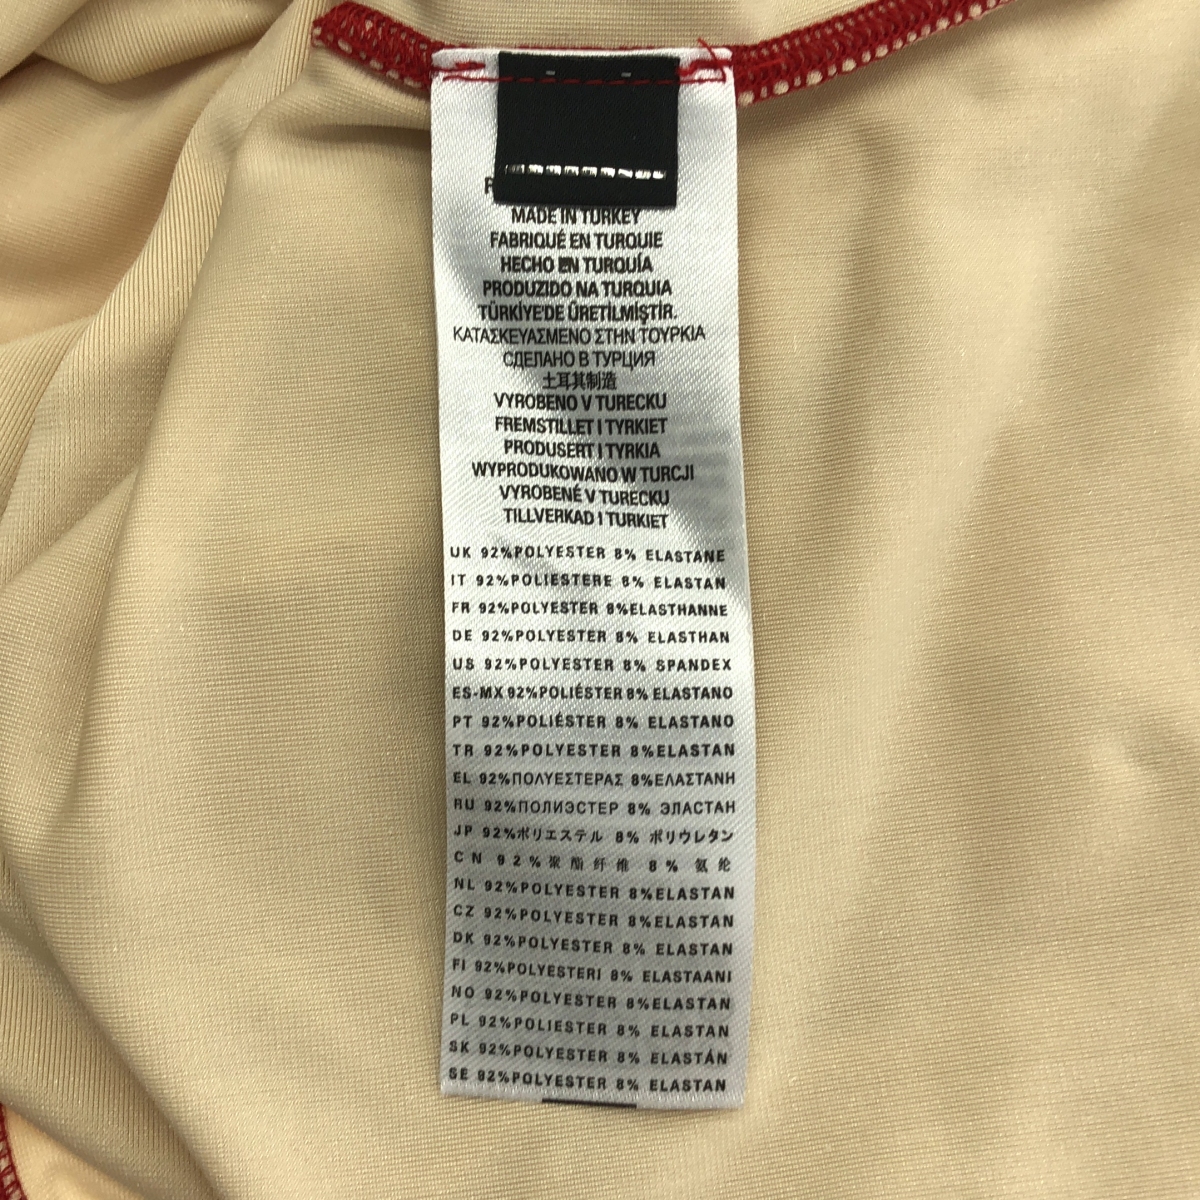 MADE IN TURKEY
FABRIQUÉ EN TURQUIE
HECHO EN TURQUÍA
PRODUZIDO NA TURQUIA
TÜRKİYE'DE ÜRETİLMİŞTİR.
ΚΑΤΑΣΚΕΥΑΣΜΕΝΟ ΣΤΗΝ ΤΟΥΡΚΙΑ
СДЕЛАНО В ТУРЦИЯ
土耳其制造
VYROBENO V TURECKU
FREMSTILLET I TYRKIET
PRODUSERT I TYRKIA
WYPRODUKOWANO W TURCJI
VYROBENÉ V TURECKU
TILLVERKAD I TURKIET
UK 92%POLYESTER 8% ELASTANE
IT 92%POLIESTERE 8% ELASTAN
FR 92%POLYESTER 8%ELASTHANNE
DE 92%POLYESTER 8% ELASTHAN
US 92%POLYESTER 8% SPANDEX
ES-MX 92%POLIÉSTER 8% ELASTANO
PT 92%POLIÉSTER 8% ELASTANO
TR 92%POLYESTER 8%ELASTAN
EL 92%ΠΟΛΥΕΣΤΕΡΑΣ 8%ΕΛΑΣΤΑΝΗ
RU 92%ПОЛИЭСТЕР 8% ЭЛАСТАН
JP 92%ポリエステル 8% ポリウレタン
CN 92%聚酯纤维 8% 氨纶
NL 92%POLYESTER 8%ELASTAN
CZ 92%POLYESTER 8%ELASTAN
DK 92%POLYESTER 8% ELASTAN
FI 92%POLYESTERI 8% ELASTAANI
NO 92%POLYESTER 8%ELASTAN
PL 92%POLIESTER 8% ELASTAN
SK 92%POLYESTER 8% ELASTÁN
SE 92%POLYESTER 8% ELASTAN